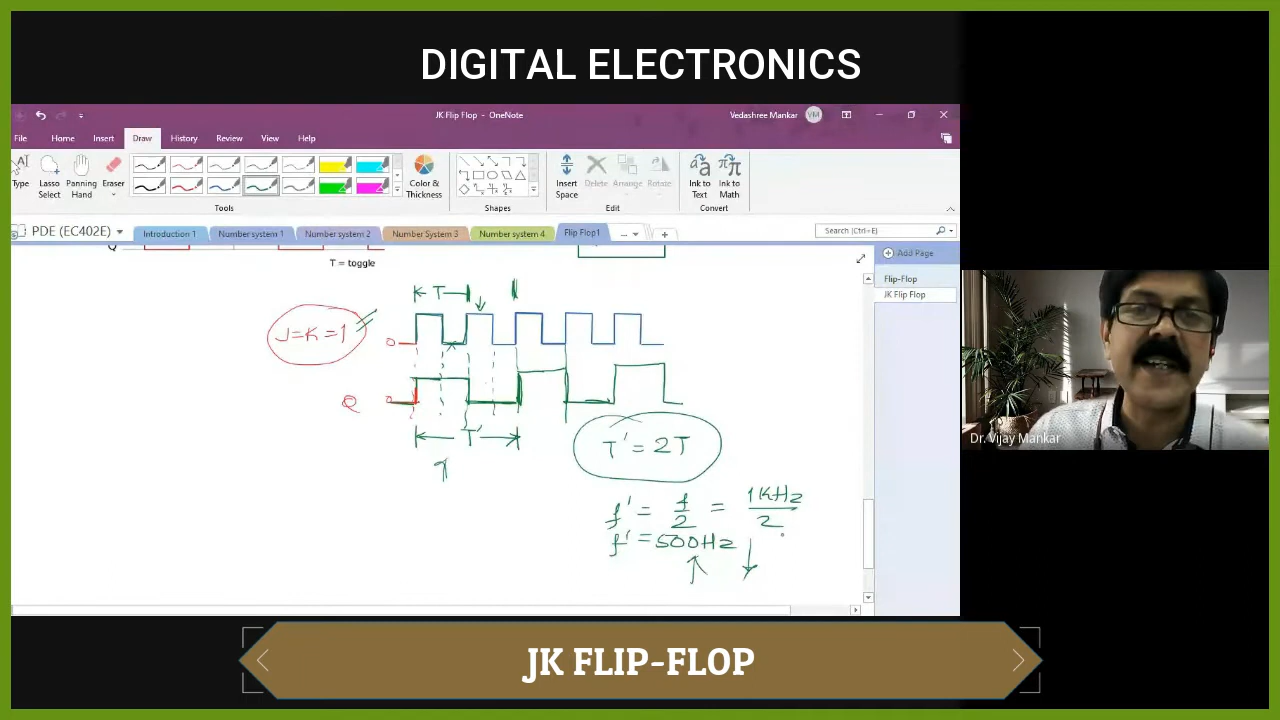 DIGITAL ELECTRONICS
JK Flip Flop - OneNote
Vedashree Mankar
VM
File Home Insert Draw History Review View Help
Type
Lasso Select
Panning Hand
Eraser
Color & Thickness
Insert Space
Delete
Arrange
Rotate
Ink to Text
Ink to Math
Tools
Shapes
Edit
Convert
PDE (EC402E)
Introduction 1
Number system 1
Number system 2
Number System 3
Number system 4
Flip Flop1
...
Search (Ctrl+E)
Add Page
Flip-Flop
JK Flip Flop
Q
T = toggle
T
J=K=1
0
Q
0
T'
T' = 2T
f' = f/2 = 1KHz/2
f' = 500Hz
Dr. Vijay Mankar
JK FLIP-FLOP